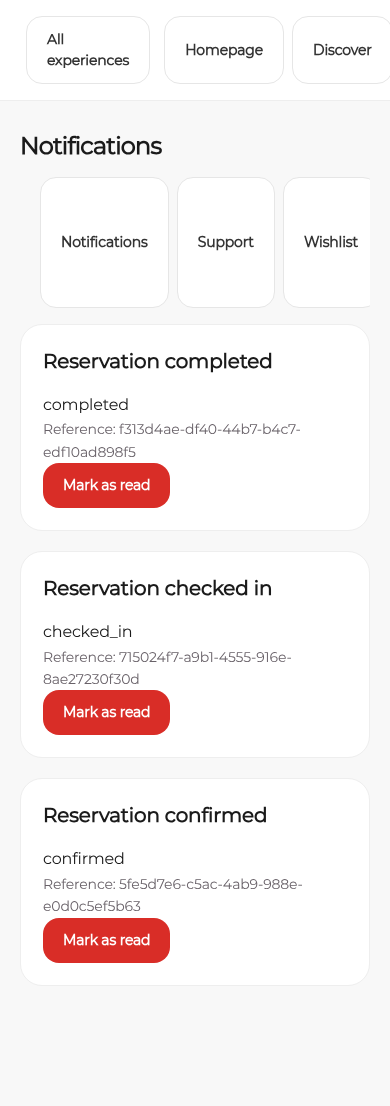 All
experiences
Homepage
Discover
Notifications
Notifications
Support
Wishlist
Reservation completed
completed
Reference: f313d4ae-df40-44b7-b4c7-
edf10ad898f5
Mark as read
Reservation checked in
checked_in
Reference: 715024f7-a9b1-4555-916e-
8ae27230f30d
Mark as read
Reservation confirmed
confirmed
Reference: 5fe5d7e6-c5ac-4ab9-988e-
e0d0c5ef5b63
Mark as read